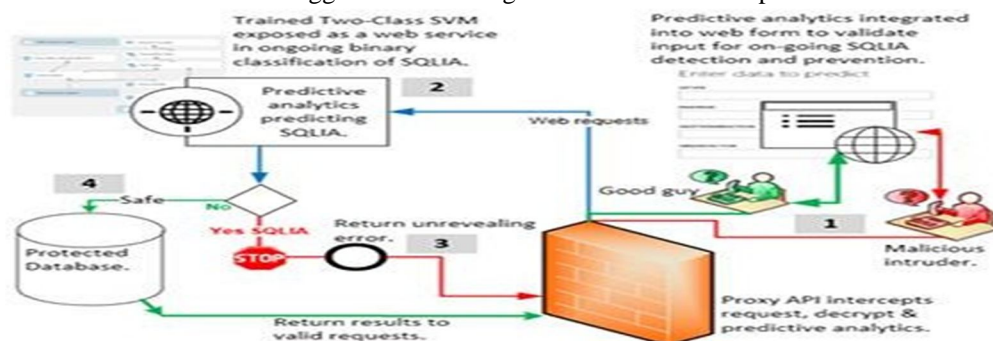 Trained Two-Class SVM
exposed as a web service
in ongoing binary
classification of SQLIA.
Predictive analytics integrated
into web form to validate
input for on-going SQLIA
detection and prevention.
Enter data to predict
2
Predictive
analytics
predicting
SQLIA.
Web requests
4
Safe
No
Good guy
1
Yes SQLIA
Return unrevealing
error.
3
STOP
Protected
Database.
Malicious
intruder.
Proxy API intercepts
request, decrypt &
predictive analytics.
Return results to
valid requests.